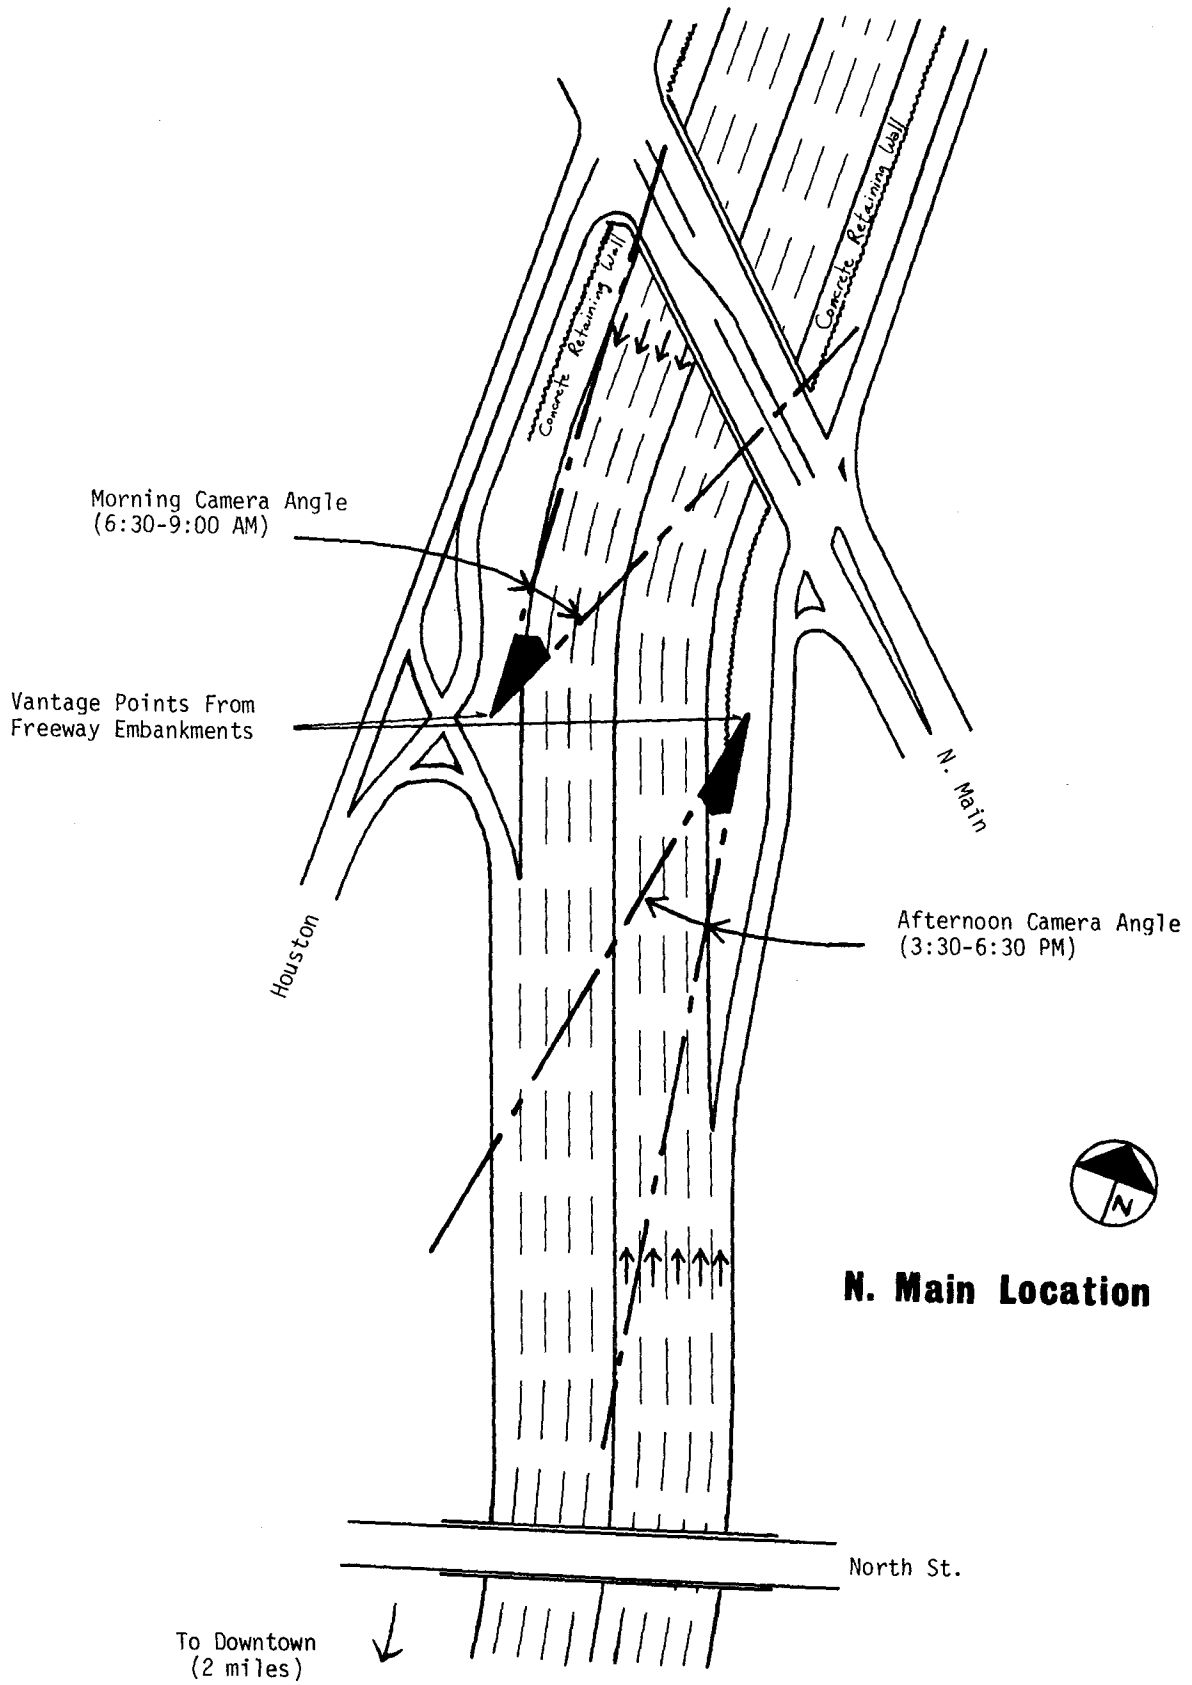 Concrete Retaining Wall
Concrete Retaining Wall
Morning Camera Angle
(6:30-9:00 AM)
Vantage Points From
Freeway Embankments
N. Main
Houston
Afternoon Camera Angle
(3:30-6:30 PM)
N
N. Main Location
North St.
To Downtown
(2 miles)